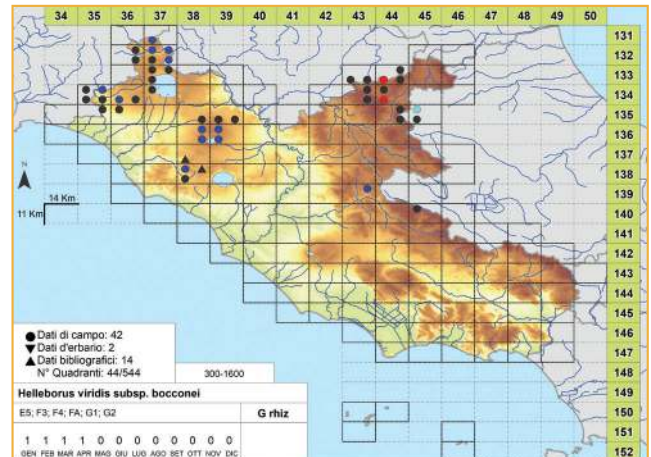 34 35 36 37 38 39 40 41 42 43 44 45 46 47 48 49 50
131
132
133
134
135
136
137
138
139
140
141
142
143
144
145
146
147
148
149
150
151
152
N
14 Km
11 Km
Dati di campo: 42
Dati d'erbario: 2
Dati bibliografici: 14
N° Quadranti: 44/544
300-1600
Helleborus viridis subsp. bocconei
E5; F3; F4; FA; G1; G2
G rhiz
1 1 1 1 0 0 0 0 0 0 0 0
GEN FEB MAR APR MAG GIU LUG AGO SET OTT NOV DIC